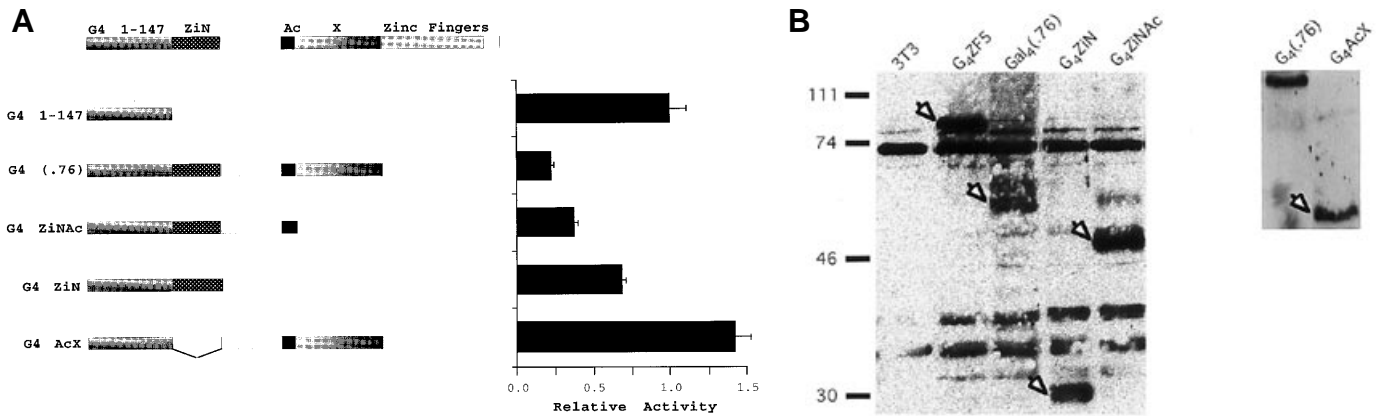 A
G4 1-147 ZiN Ac X Zinc Fingers
G4 1-147
G4 (.76)
G4 ZiNAc
G4 ZiN
G4 AcX
0.0 0.5 1.0 1.5
Relative Activity
B
3T3 G4ZF5 Gal4(.76) G4ZiN G4ZiNAc
111
74
46
30
G4(.76) G4AcX